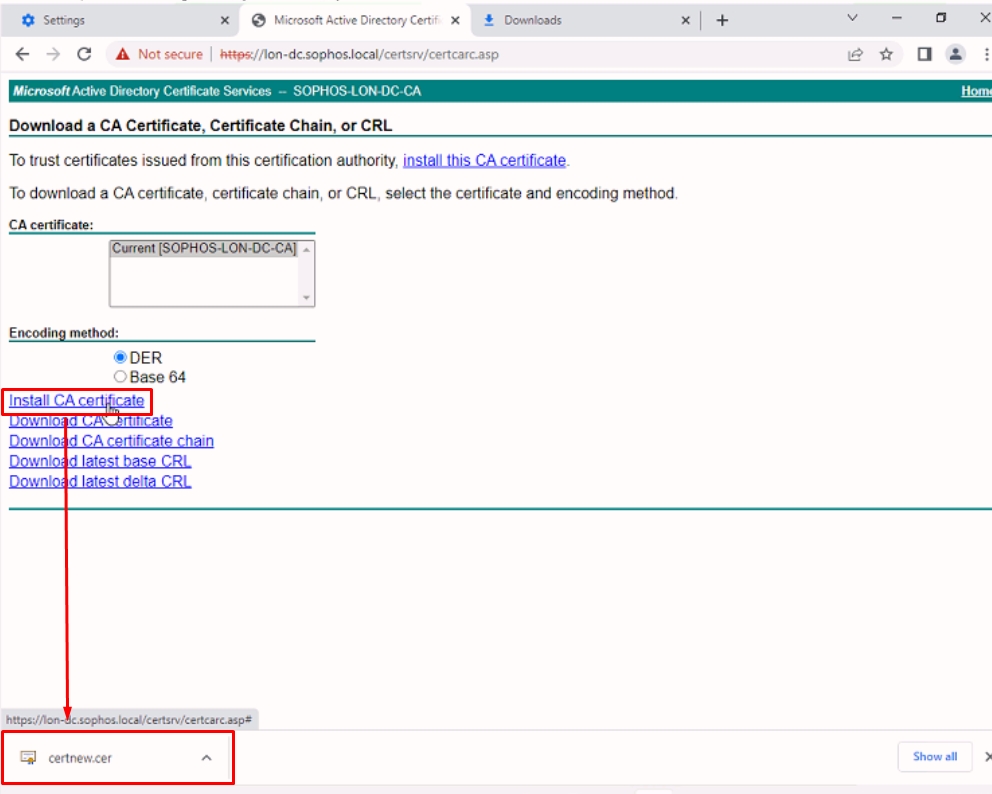 Settings
Microsoft Active Directory Certifi
Downloads
Not secure
https://lon-dc.sophos.local/certsrv/certcarc.asp
Microsoft Active Directory Certificate Services -- SOPHOS-LON-DC-CA
Home
Download a CA Certificate, Certificate Chain, or CRL
To trust certificates issued from this certification authority, install this CA certificate.
To download a CA certificate, certificate chain, or CRL, select the certificate and encoding method.
CA certificate:
Current [SOPHOS-LON-DC-CA]
Encoding method:
DER
Base 64
Install CA certificate
Download CA certificate
Download CA certificate chain
Download latest base CRL
Download latest delta CRL
https://lon-dc.sophos.local/certsrv/certcarc.asp#
certnew.cer
Show all